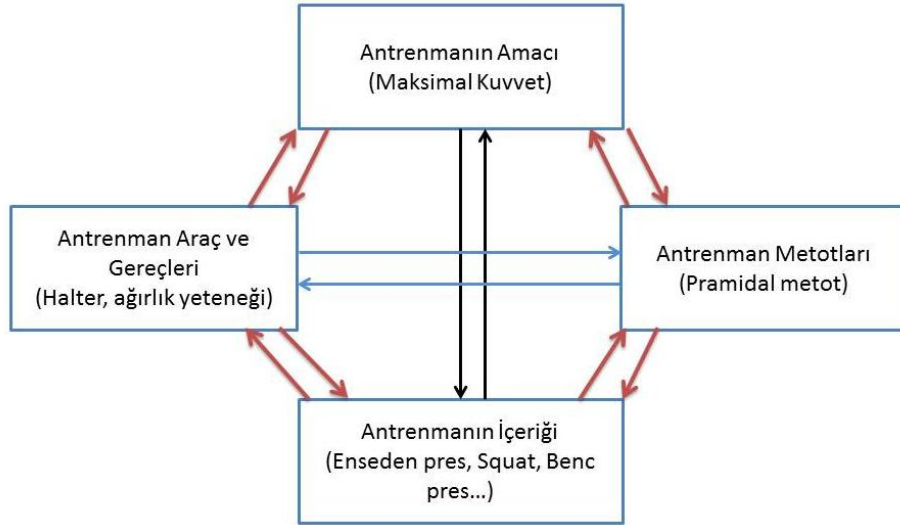 Antrenmanın Amacı
(Maksimal Kuvvet)
Antrenman Araç ve
Gereçleri
(Halter, ağırlık yeteneği)
Antrenman Metotları
(Pramidal metot)
Antrenmanın İçeriği
(Enseden pres, Squat, Benc
pres...)